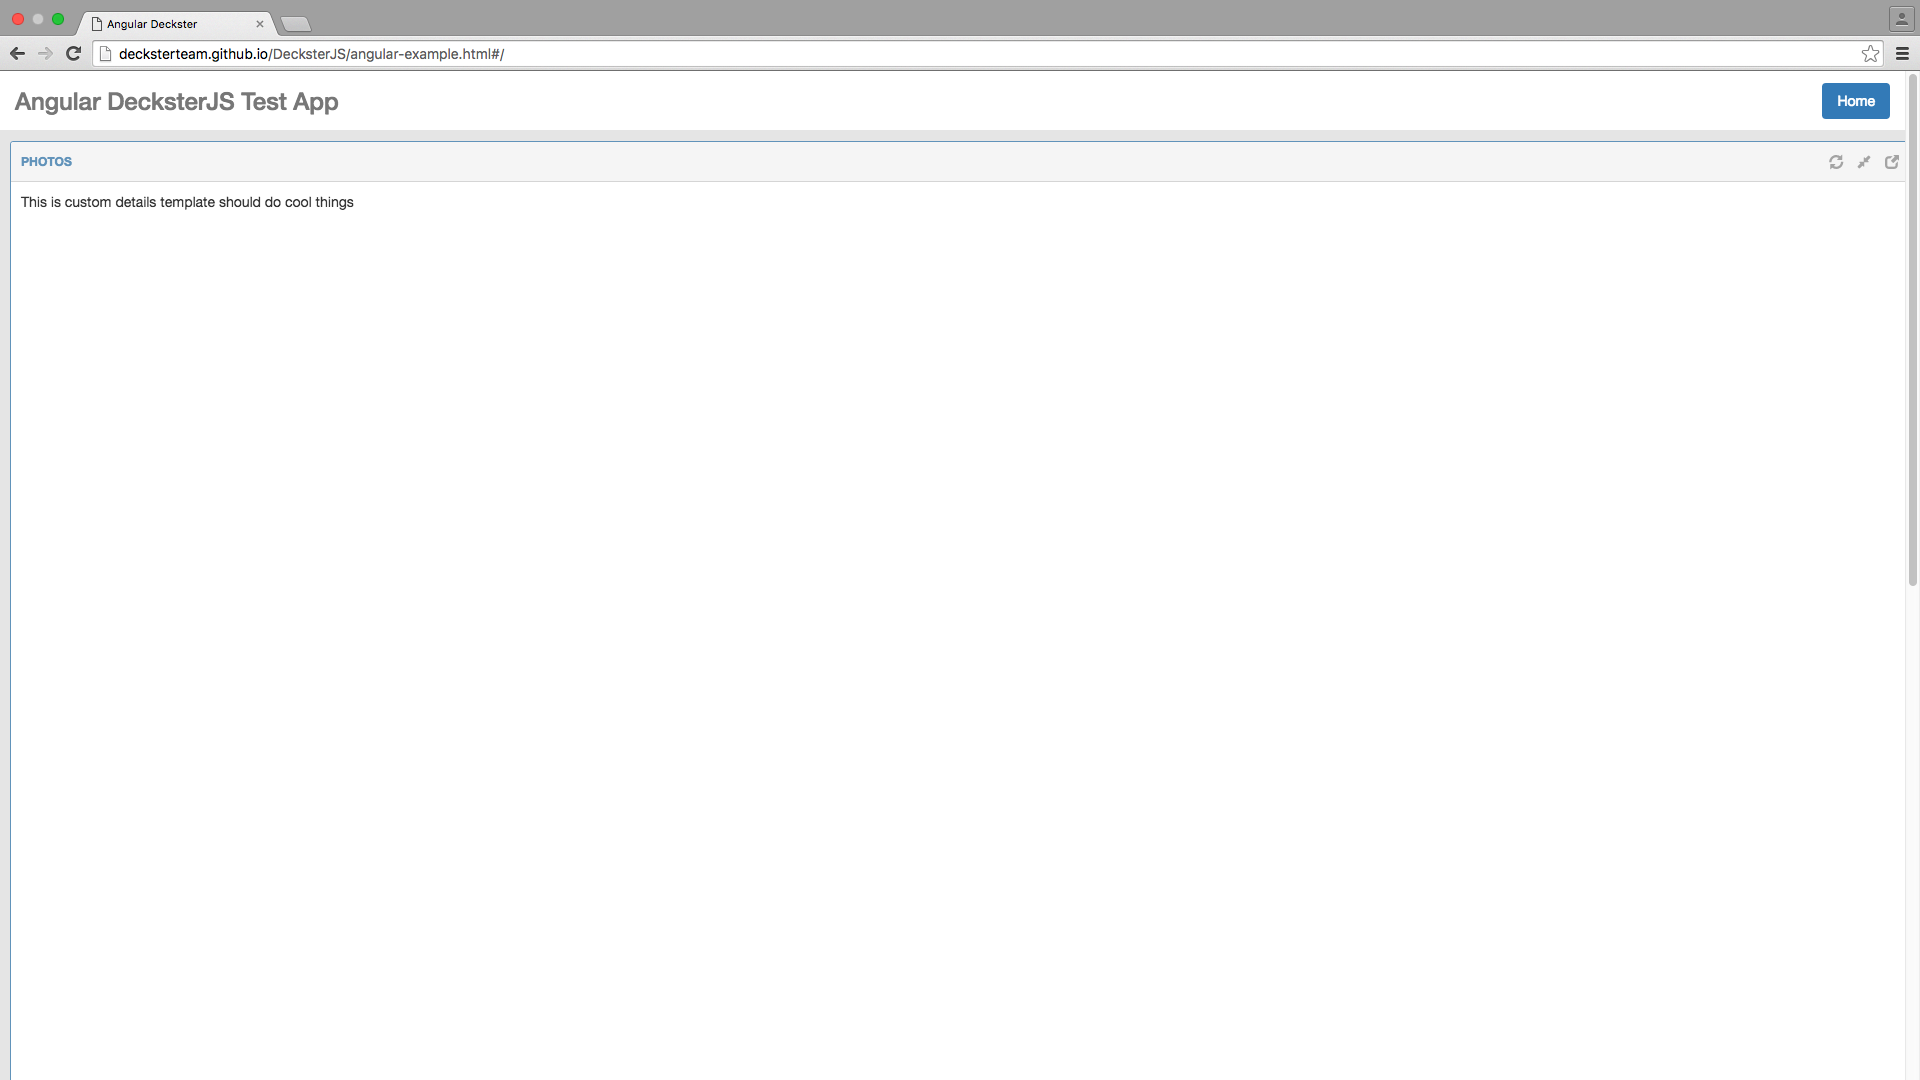 Angular Deckster
decksterteam.github.io/DecksterJS/angular-example.html#/
Angular DecksterJS Test App
Home
PHOTOS
This is custom details template should do cool things